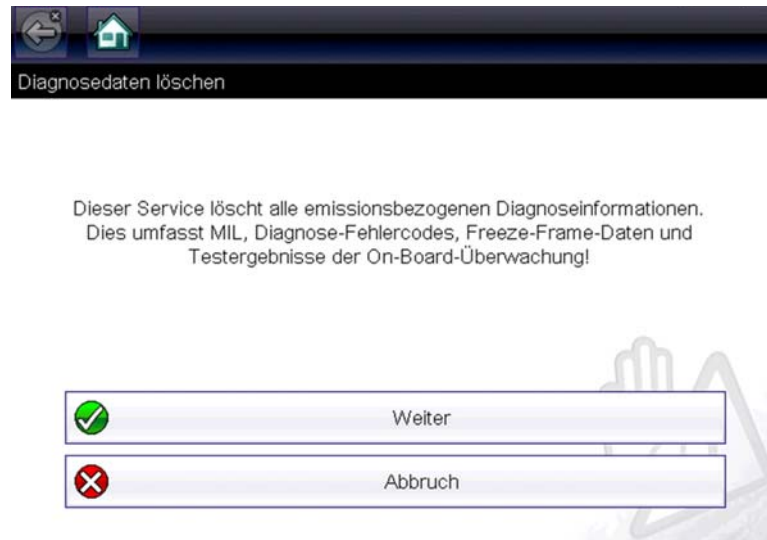 Diagnosedaten löschen
Dieser Service löscht alle emissionsbezogenen Diagnoseinformationen.
Dies umfasst MIL, Diagnose-Fehlercodes, Freeze-Frame-Daten und
Testergebnisse der On-Board-Überwachung!
Weiter
Abbruch